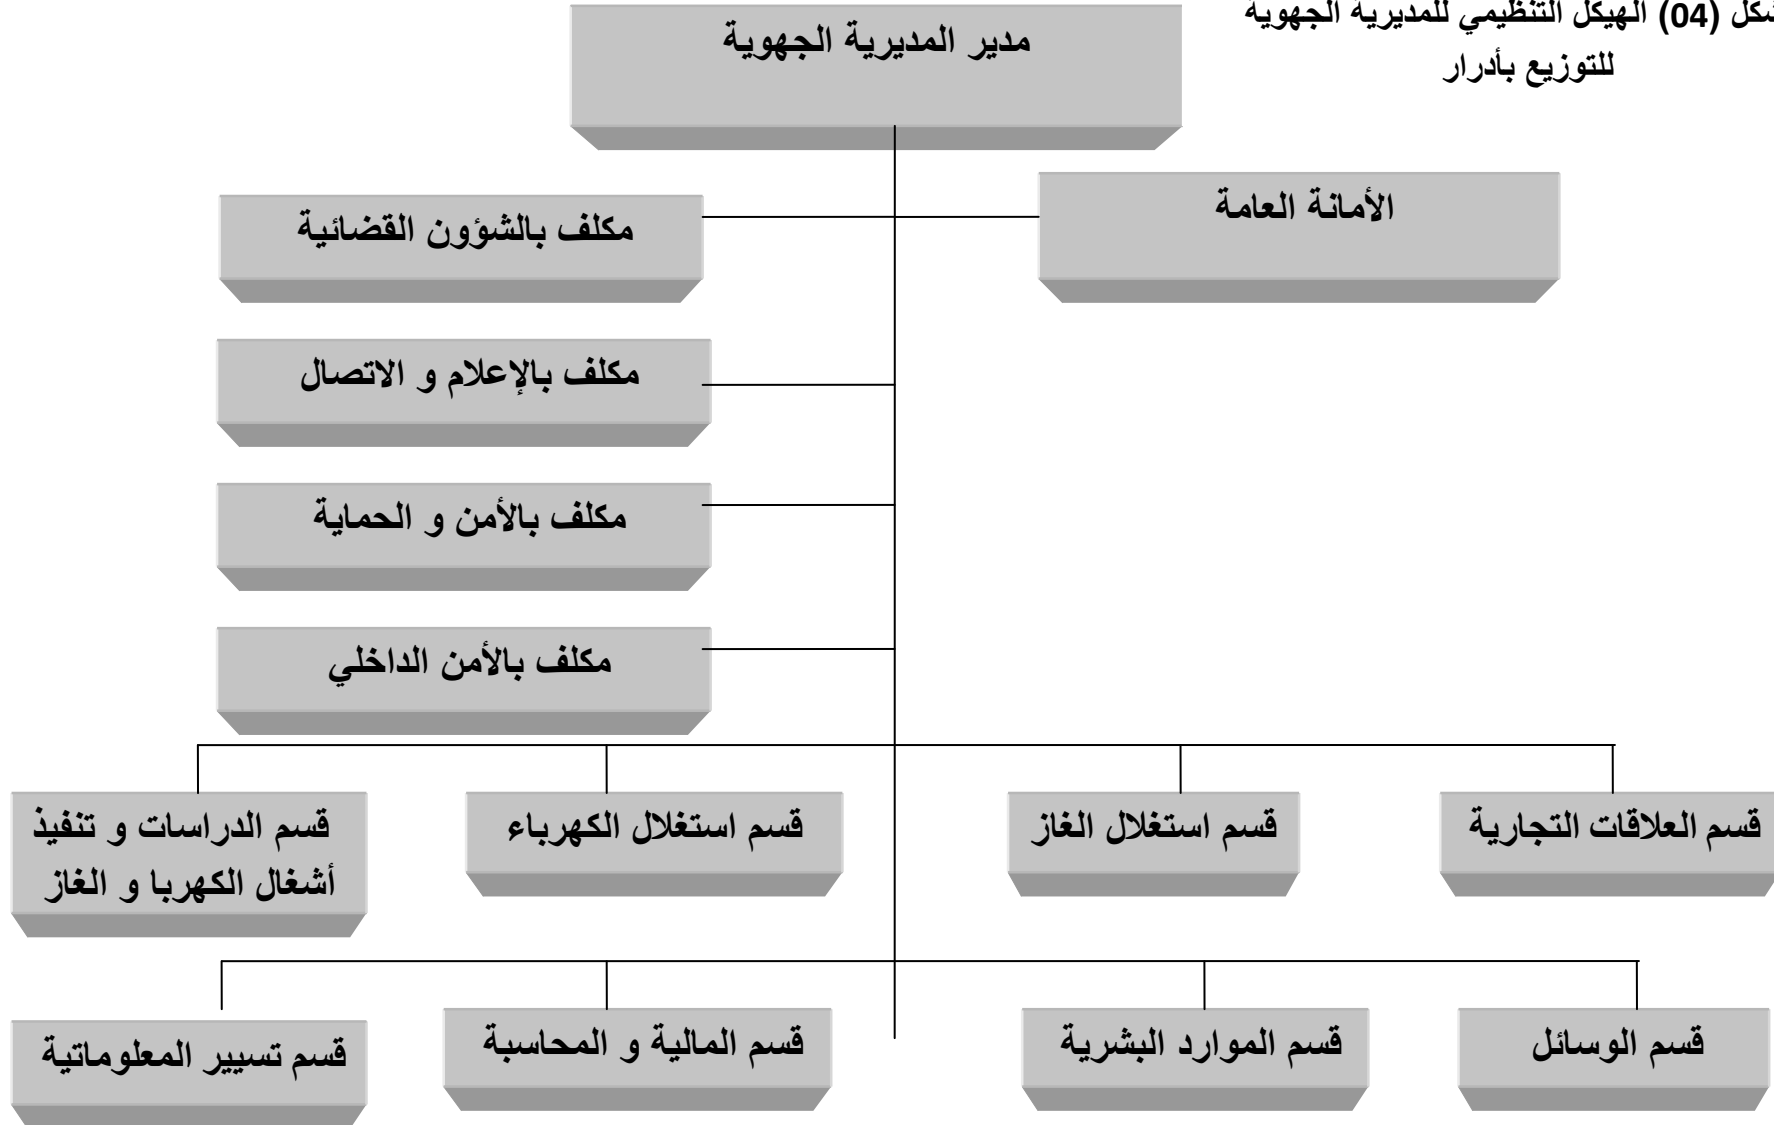 شكل (04) الهيكل التنظيمي للمديرية الجهوية
للتوزيع بأدرار
مدير المديرية الجهوية
الأمانة العامة
مكلف بالشؤون القضائية
مكلف بالإعلام و الاتصال
مكلف بالأمن و الحماية
مكلف بالأمن الداخلي
قسم العلاقات التجارية
قسم استغلال الغاز
قسم استغلال الكهرباء
قسم الدراسات و تنفيذ
أشغال الكهربا و الغاز
قسم الوسائل
قسم الموارد البشرية
قسم المالية و المحاسبة
قسم تسيير المعلوماتية